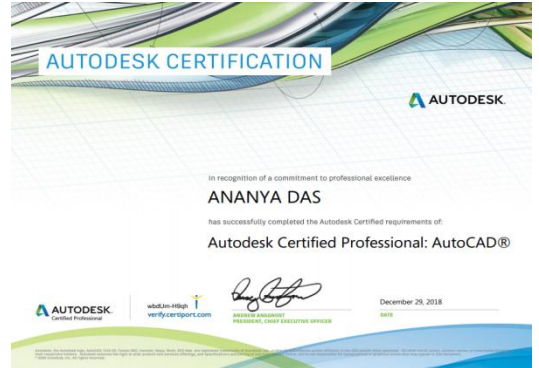 AUTODESK CERTIFICATION
AUTODESK.
In recognition of a commitment to professional excellence
ANANYA DAS
has successfully completed the Autodesk Certified requirements of:
Autodesk Certified Professional: AutoCAD®
AUTODESK.
Certified Professional
verify.certiport.com
ANDREW ANAGNOST
PRESIDENT, CHIEF EXECUTIVE OFFICER
December 29, 2018
DATE